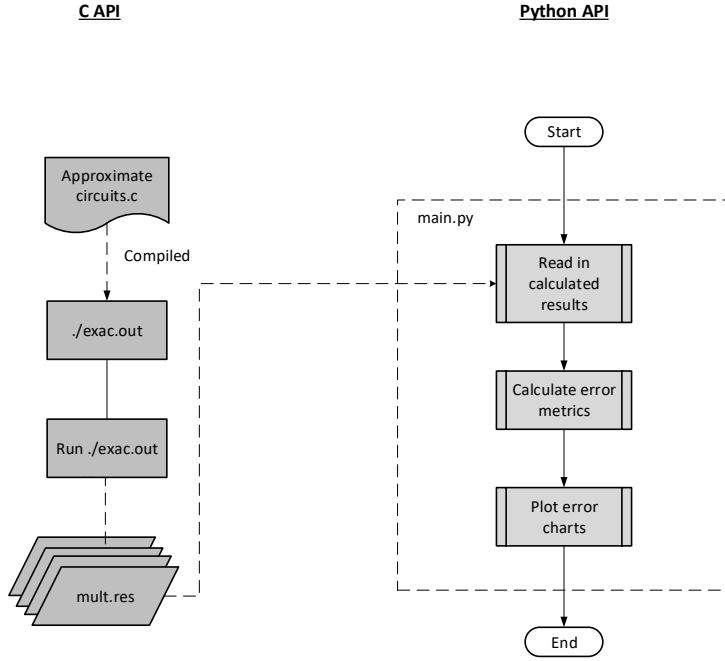 C API
Python API
Start
Approximate
circuits.c
main.py
Compiled
Read in
calculated
results
./exac.out
Calculate error
metrics
Run ./exac.out
Plot error
charts
mult.res
End